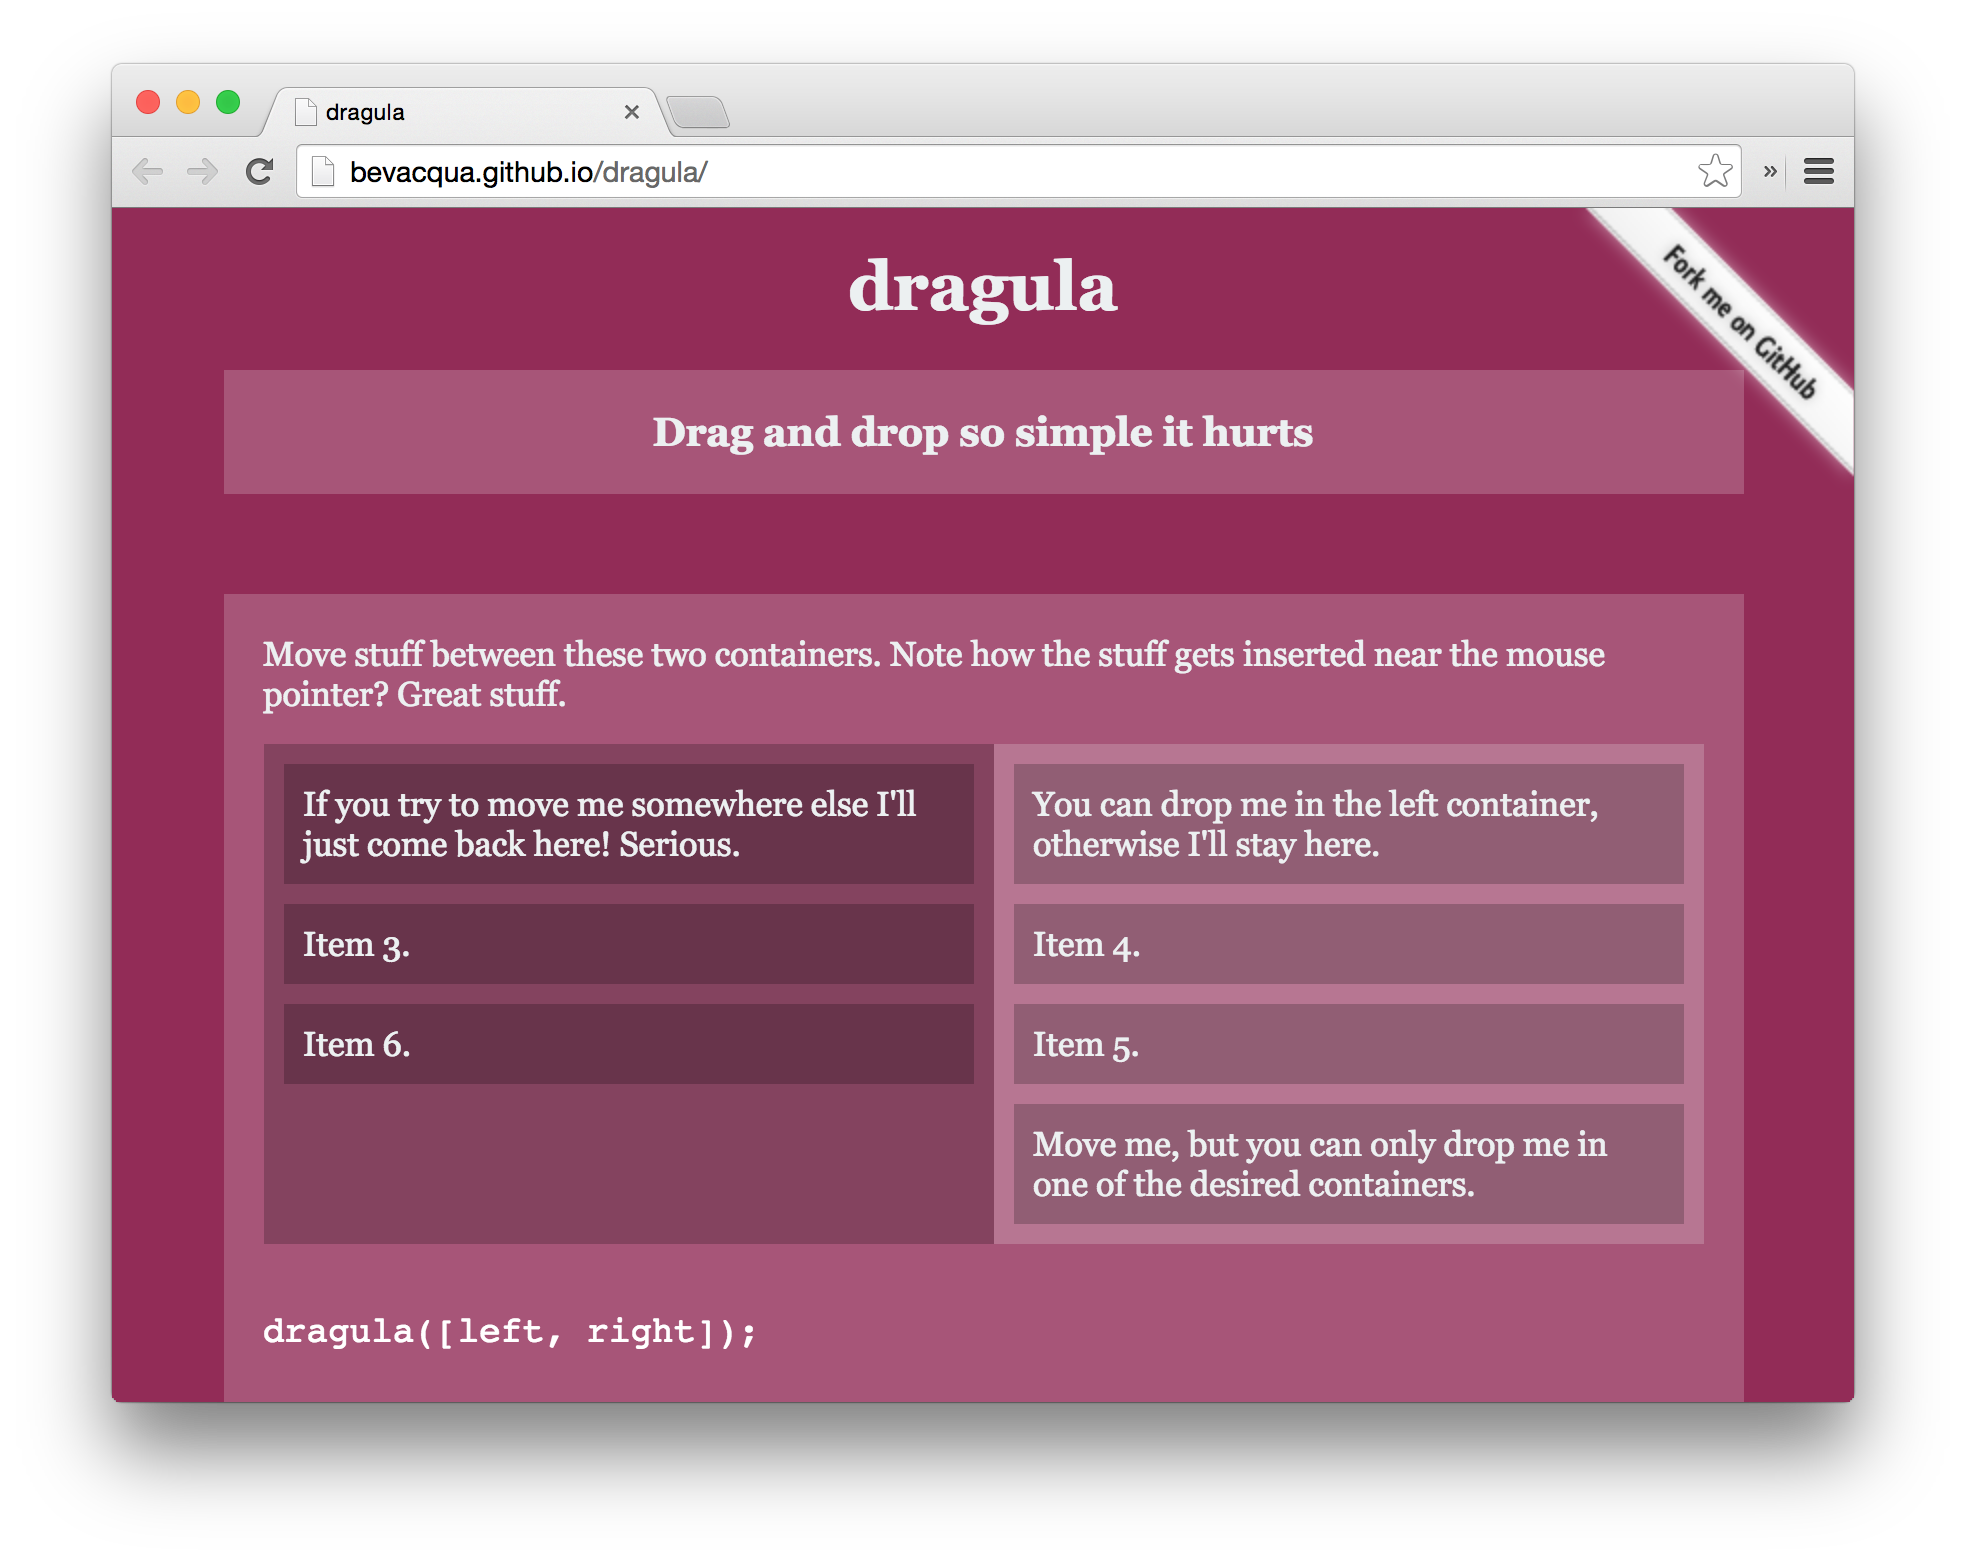 dragula
bevacqua.github.io/dragula/
Fork me on GitHub
dragula
Drag and drop so simple it hurts
Move stuff between these two containers. Note how the stuff gets inserted near the mouse
pointer? Great stuff.
If you try to move me somewhere else I'll
just come back here! Serious.
Item 3.
Item 6.
You can drop me in the left container,
otherwise I'll stay here.
Item 4.
Item 5.
Move me, but you can only drop me in
one of the desired containers.
dragula([left, right]);